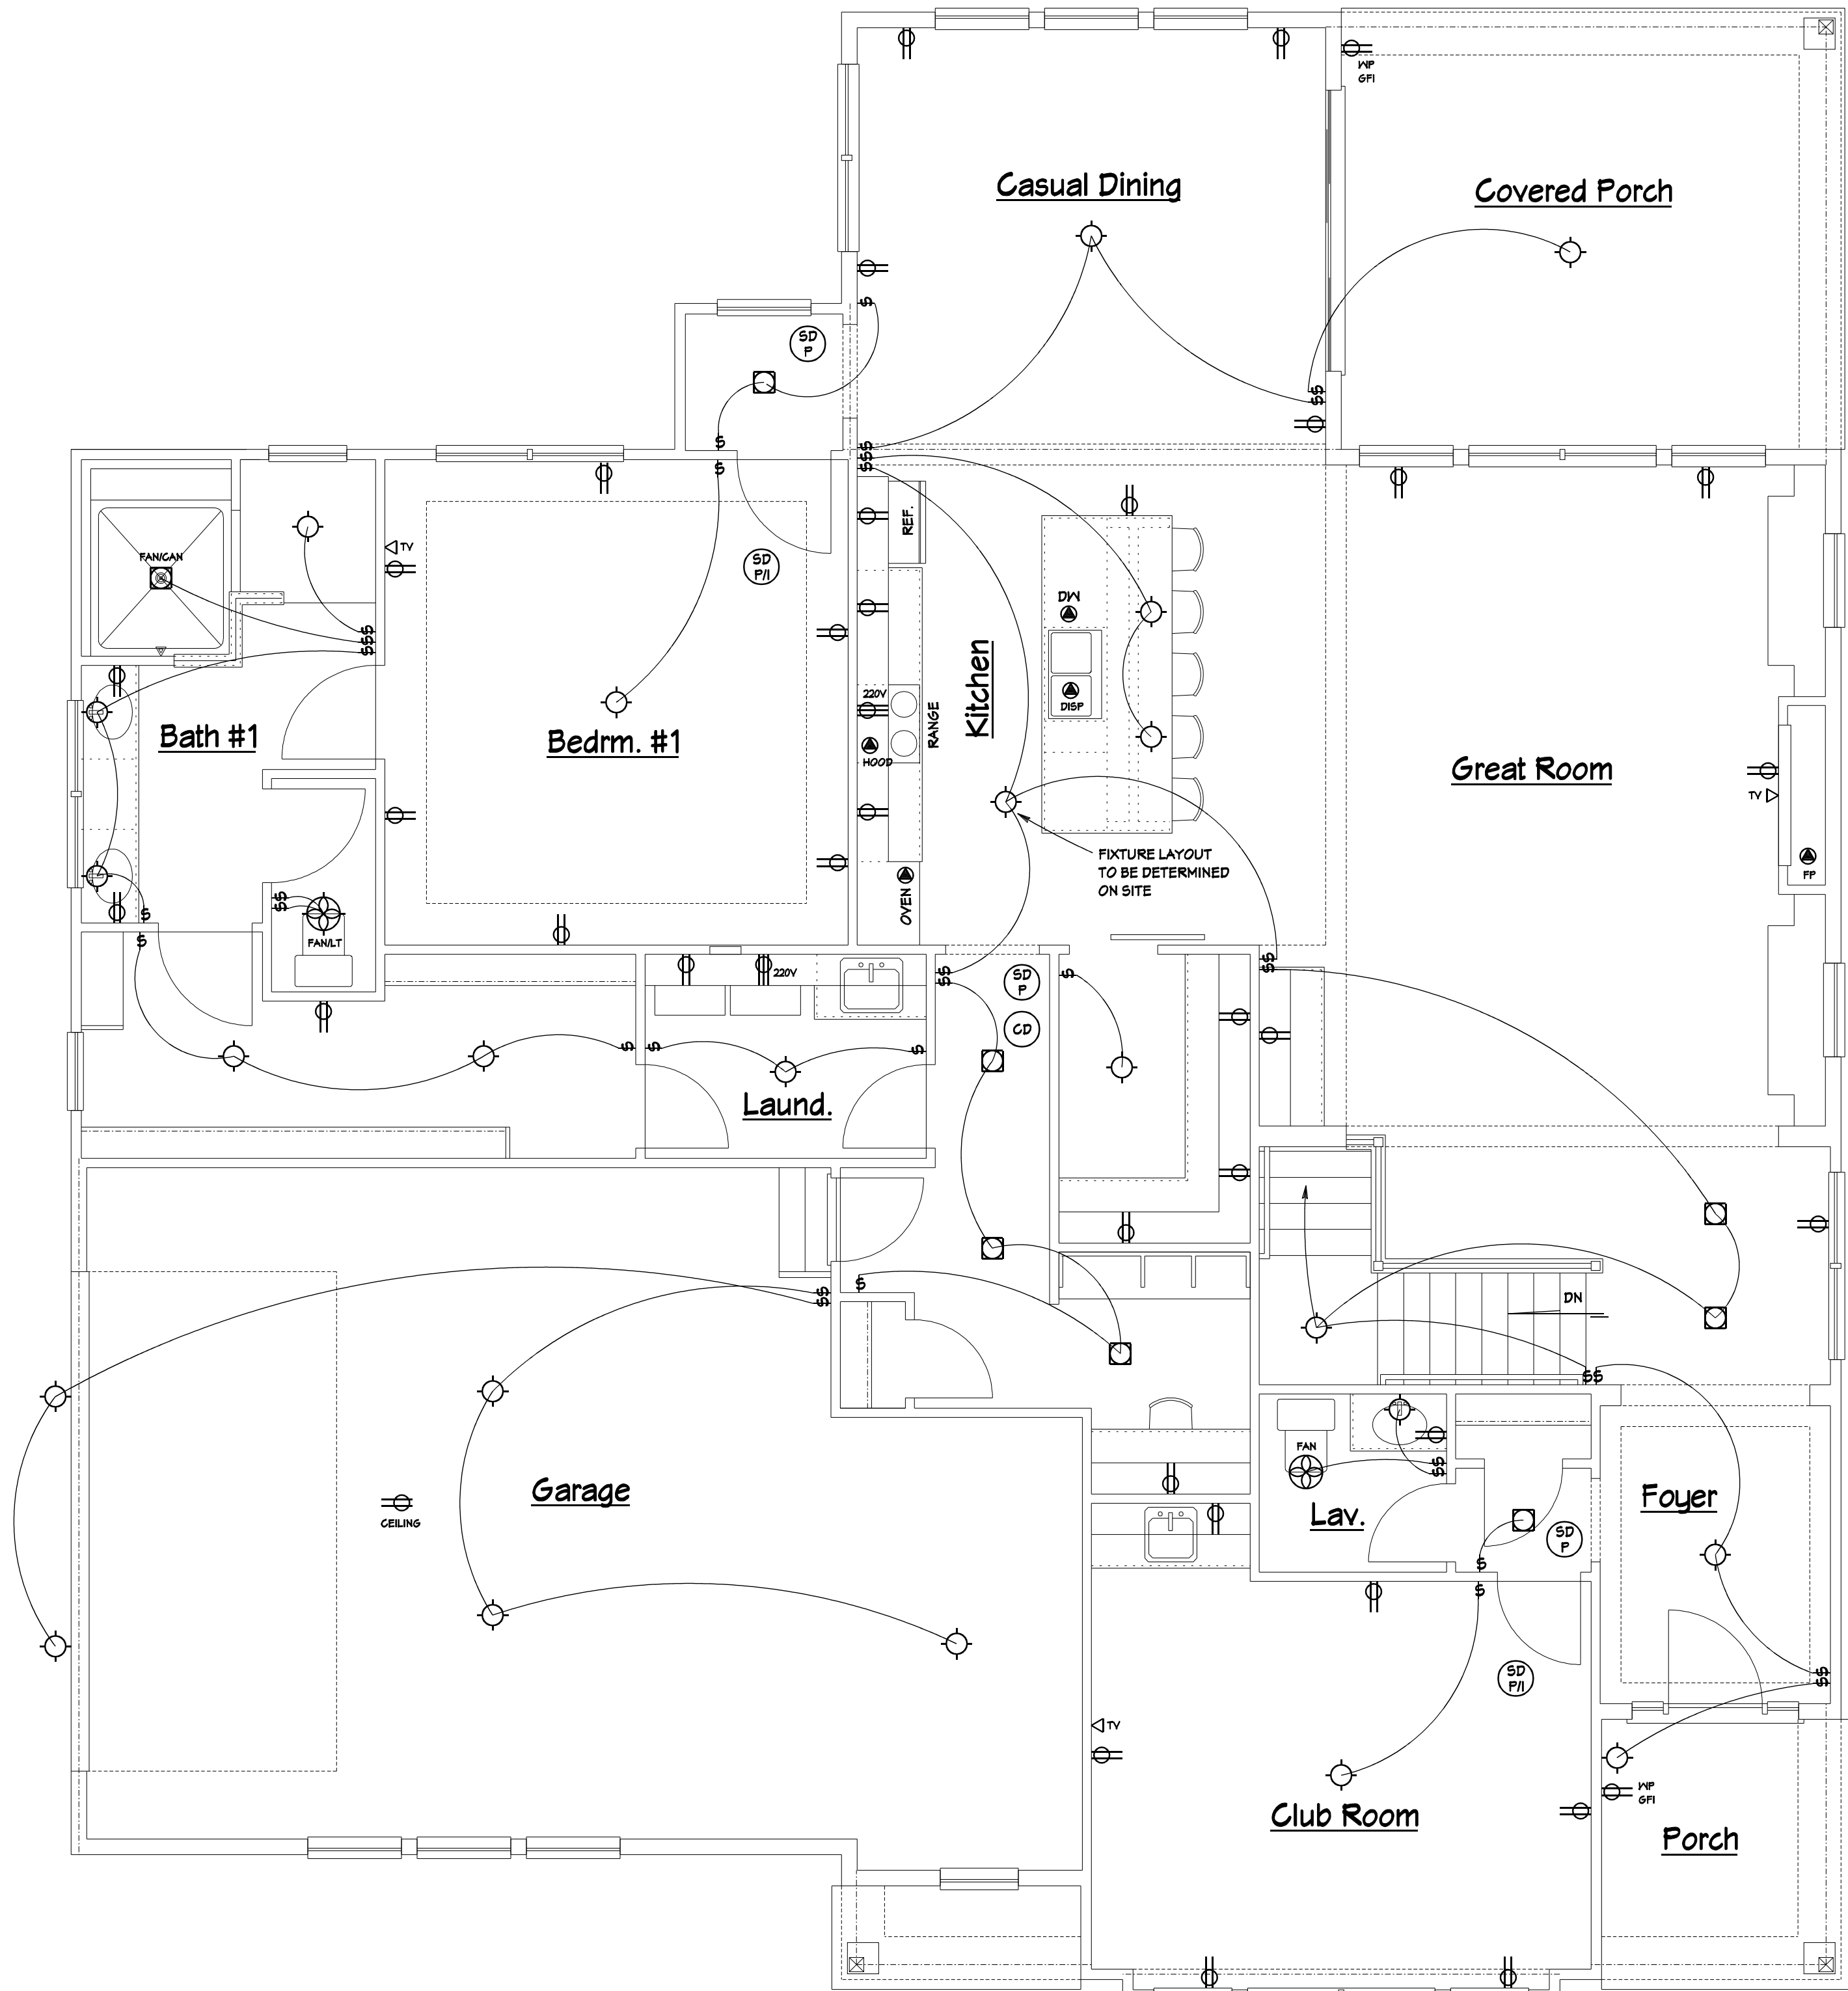 WP
GFI
Casual Dining
Covered Porch
S
SD
P
S
S
S
S
S
S
S
S
S
REF.
TV
FAN/CAN
SD
P/I
DW
S
S
S
Kitchen
220V
DISP
RANGE
Bath #1
Bedrm. #1
HOOD
Great Room
TV
FIXTURE LAYOUT
TO BE DETERMINED
ON SITE
FP
OVEN
S
S
S
S
FAN/LT
220V
S
S
SD
P
S
S
S
CD
S
S
S
Laund.
S
S
S
DN
S
S
FAN
S
S
Garage
CEILING
Lav.
Foyer
SD
P
S
S
SD
P/I
S
S
TV
WP
GFI
Club Room
Porch